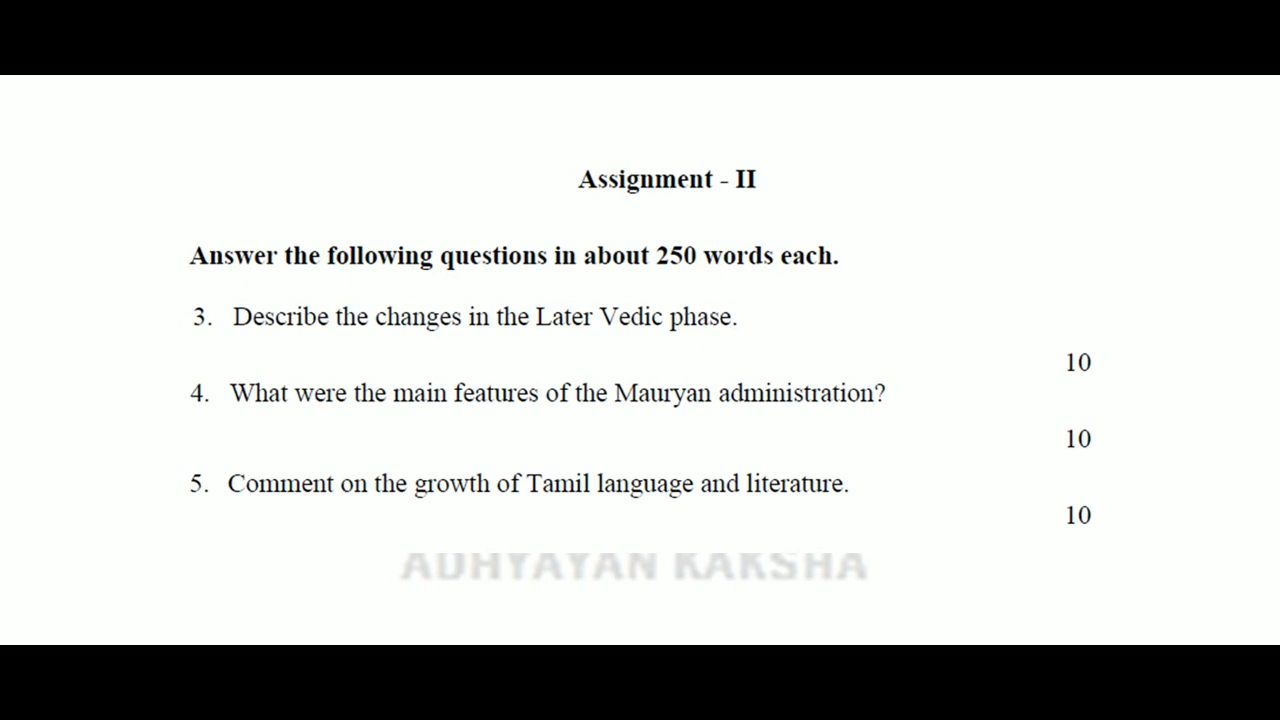 Assignment - II
Answer the following questions in about 250 words each.
3. Describe the changes in the Later Vedic phase.
10
4. What were the main features of the Mauryan administration?
10
5. Comment on the growth of Tamil language and literature.
10
ADHYAYAN KAKSHA